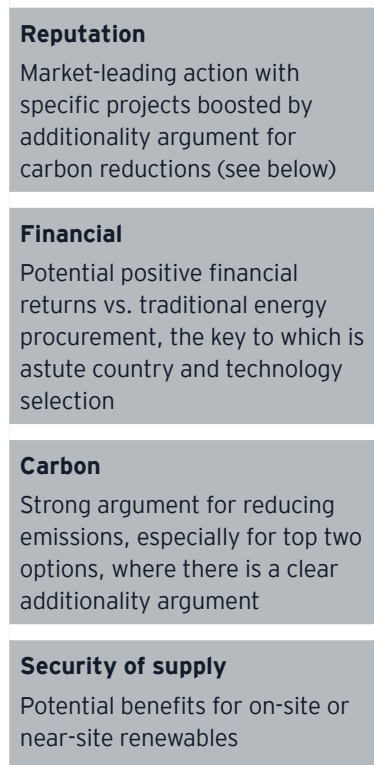 Reputation
Market-leading action with
specific projects boosted by
additionality argument for
carbon reductions (see below)
Financial
Potential positive financial
returns vs. traditional energy
procurement, the key to which is
astute country and technology
selection
Carbon
Strong argument for reducing
emissions, especially for top two
options, where there is a clear
additionality argument
Security of supply
Potential benefits for on-site or
near-site renewables